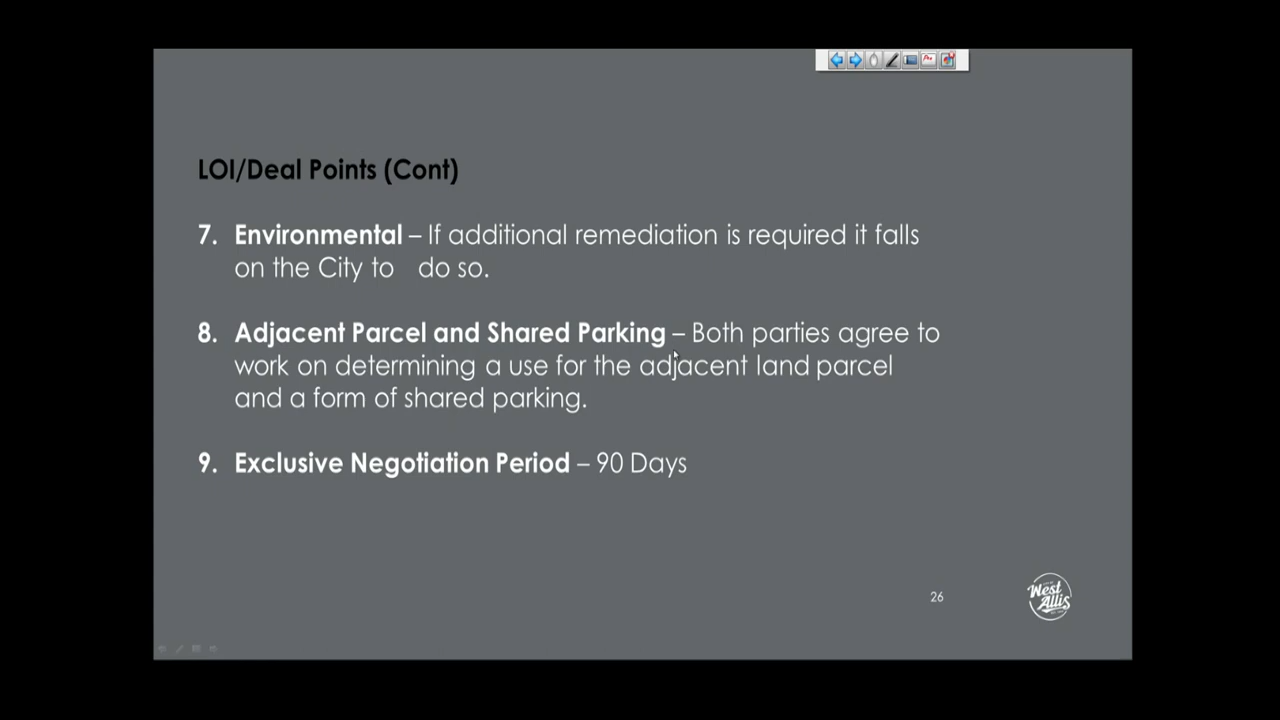 LOI/Deal Points (Cont)
7. Environmental – If additional remediation is required it falls
on the City to do so.
8. Adjacent Parcel and Shared Parking – Both parties agree to
work on determining a use for the adjacent land parcel
and a form of shared parking.
9. Exclusive Negotiation Period – 90 Days
26
West
Allis